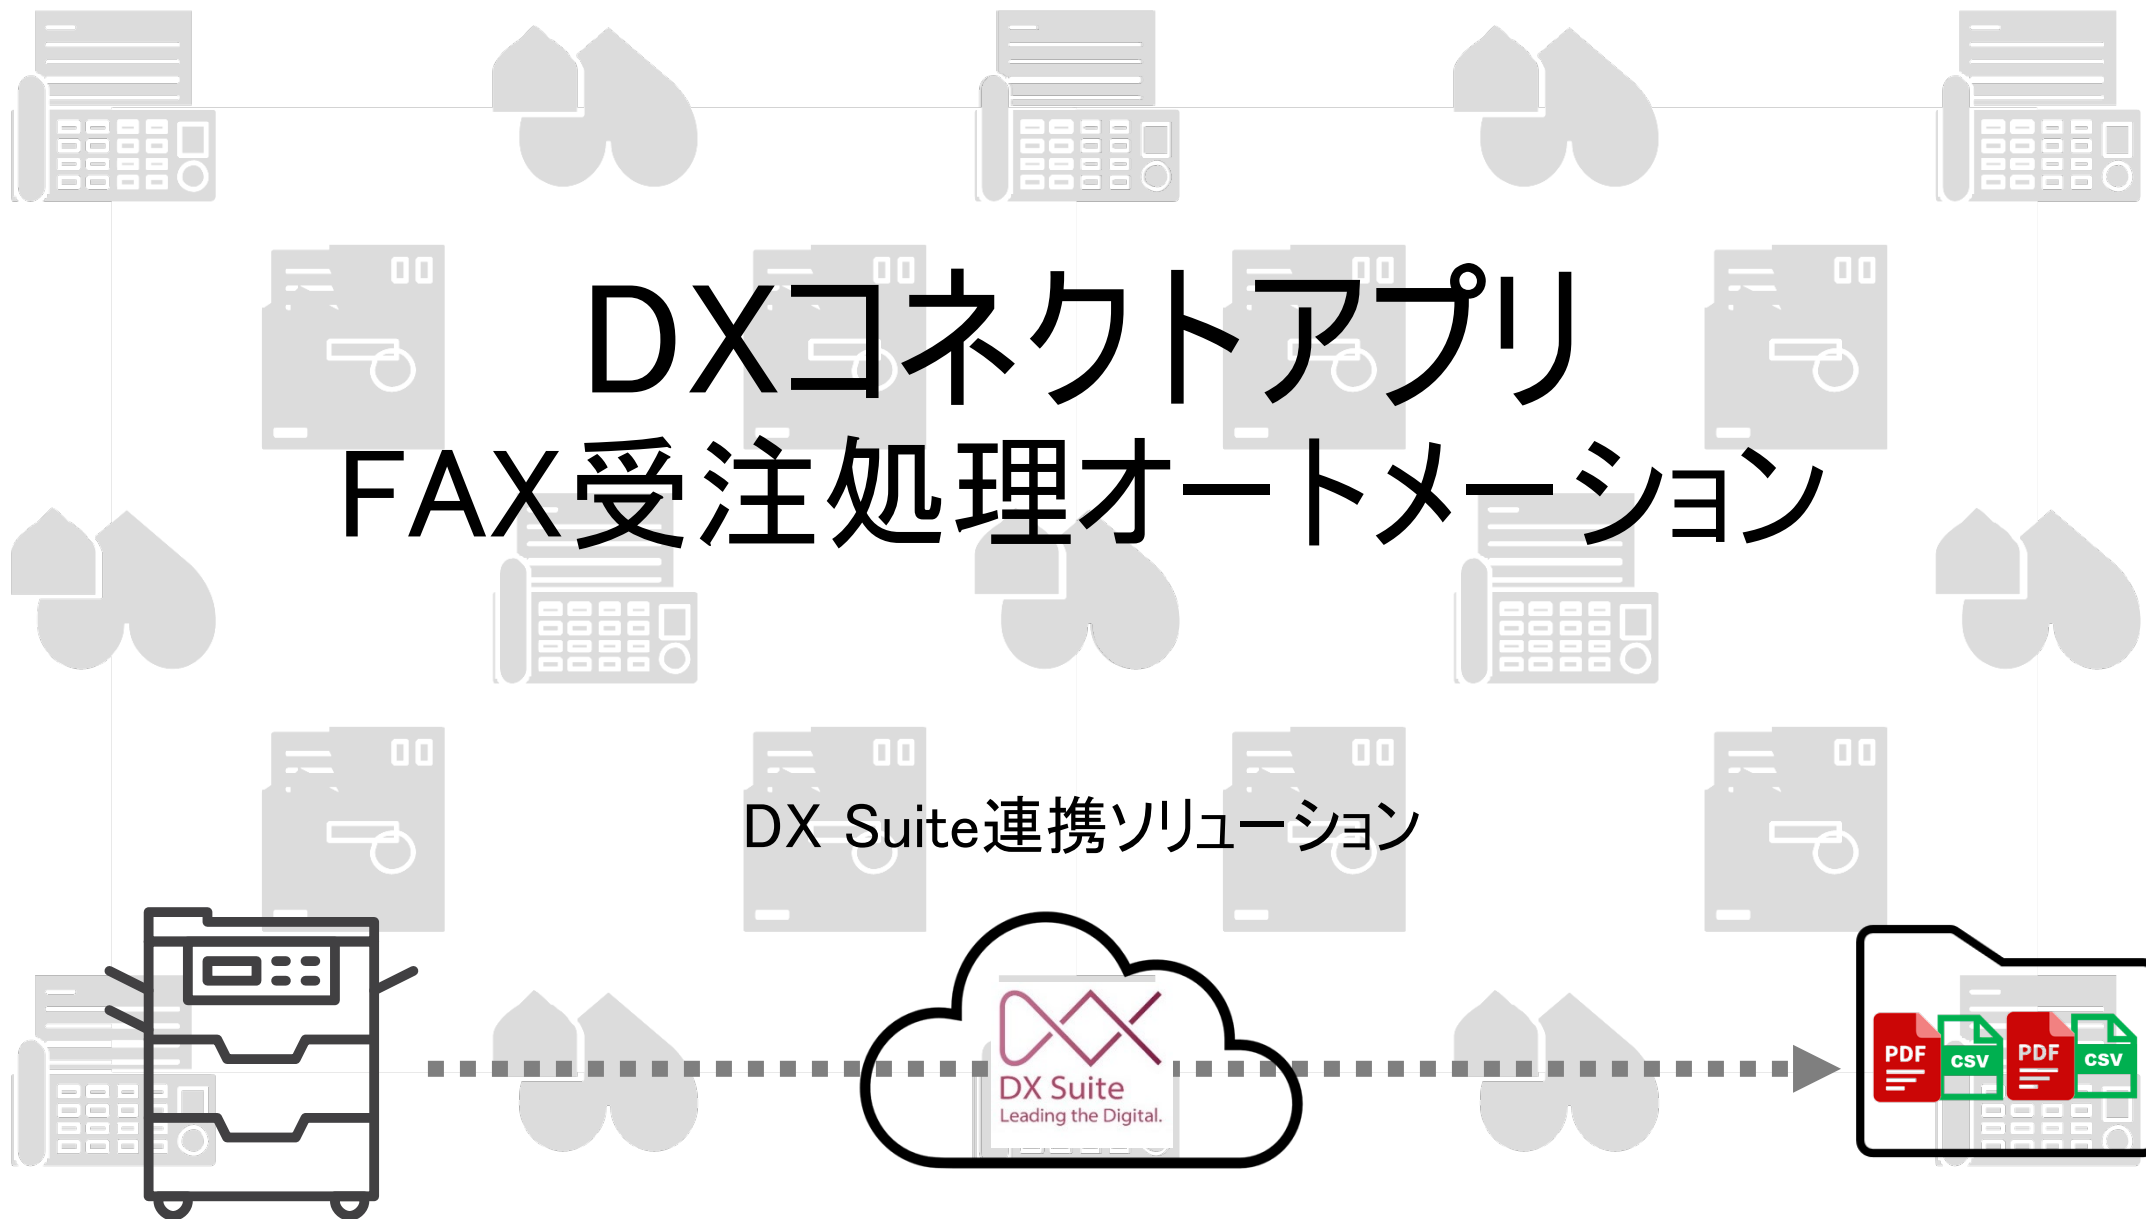 DXコネクトアプリ
FAX受注処理オートメーション
DX Suite連携ソリューション
DX Suite
Leading the Digital.
PDF
CSV
PDF
CSV